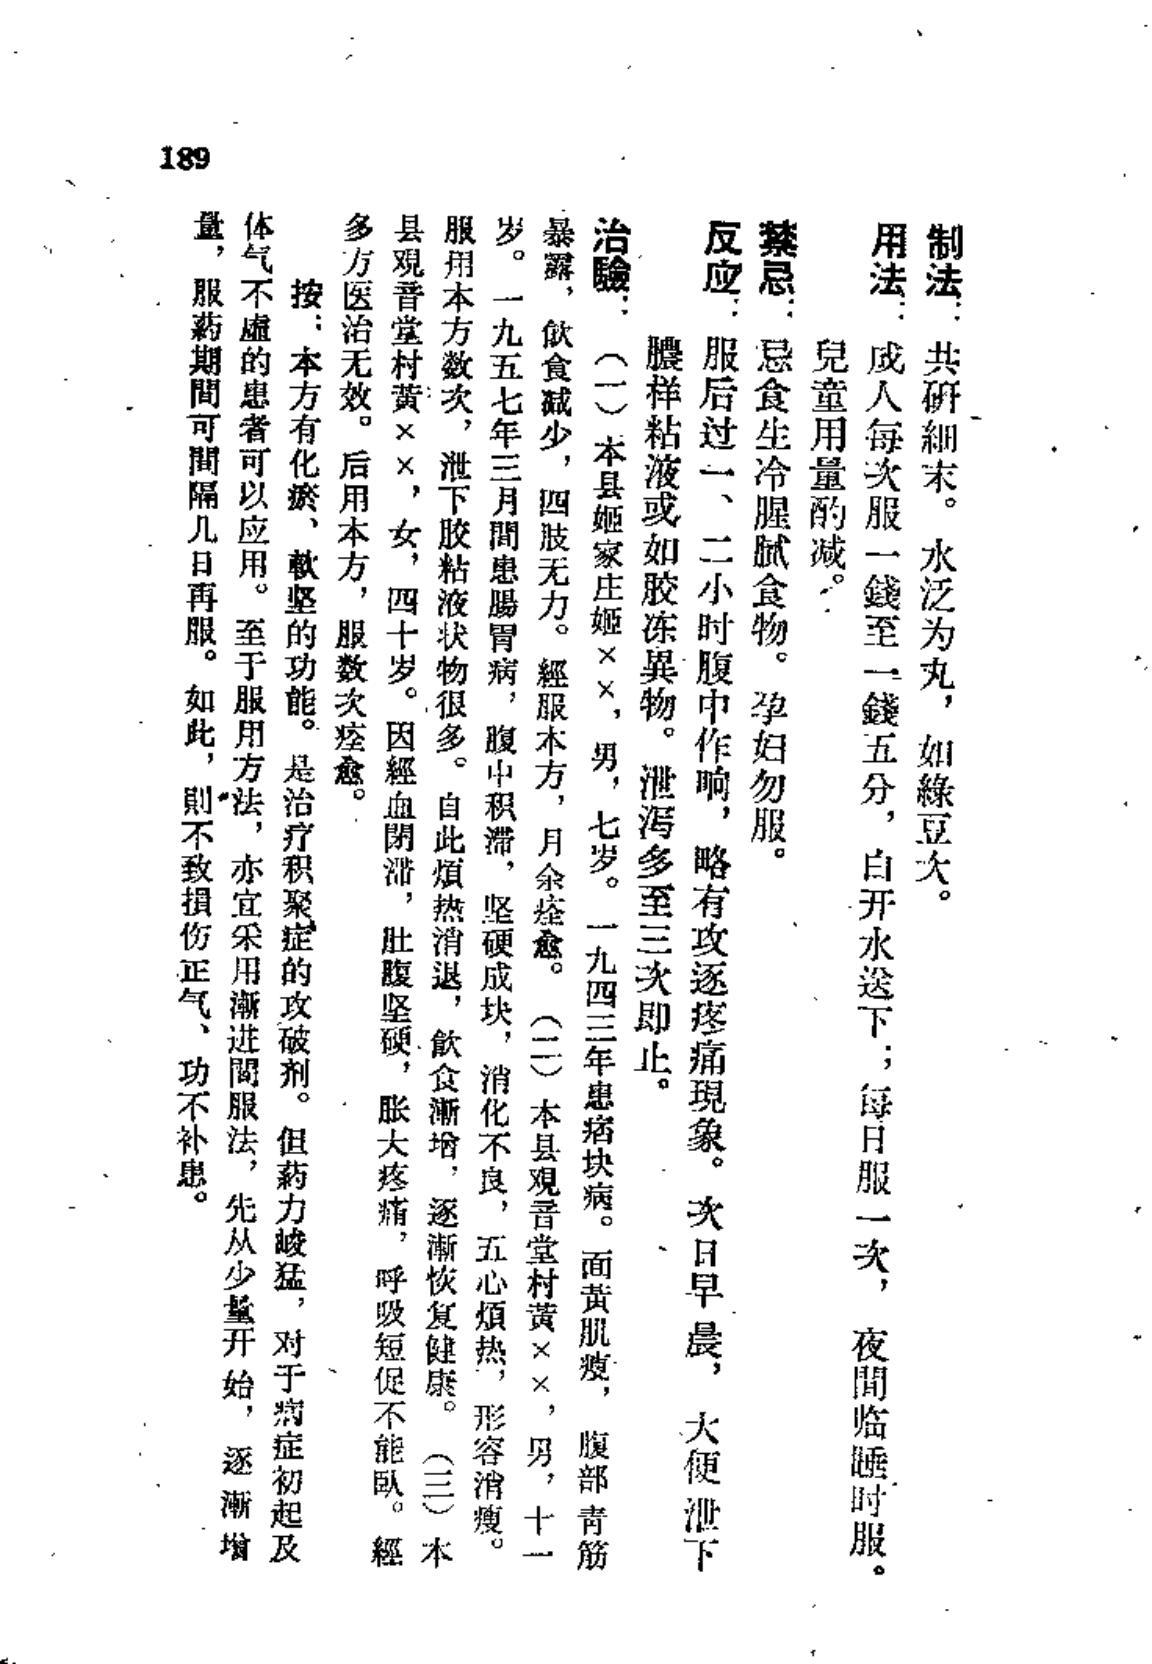 制法：共研細末。水泛为丸，如綠豆大。
用法：成人每次服一錢至一錢五分，白开水送下；每日服一次，夜間临睡时服。
兒童用量酌减。
禁忌：忌食生冷腥膩食物。孕妇勿服。
反应：服后过一、二小时腹中作响，略有攻逐疼痛現象。次日早晨，大便泄下
膿样粘液或如胶冻異物。泄泻多至三次即止。
治驗：（一）本县姬家庄姬××，男，七岁。一九四三年患痞块病。面黃肌瘦，腹部青筋
暴露，飲食减少，四肢无力。經服本方，月余痊愈。（二）本县观音堂村黃××，男，十一
岁。一九五七年三月間患腸胃病，腹中积滞，坚硬成块，消化不良，五心煩热，形容消瘦。
服用本方数次，泄下胶粘液状物很多。自此煩热消退，飲食漸增，逐漸恢复健康。（三）本
县观音堂村黃××，女，四十岁。因經血閉滞，肚腹坚硬，胀大疼痛，呼吸短促不能臥。經
多方医治无效。后用本方，服数次痊愈。
按：本方有化瘀、軟坚的功能。是治疗积聚症的攻破剂。但药力峻猛，对于病症初起及
体气不虛的患者可以应用。至于服用方法，亦宜采用漸进間服法，先从少量开始，逐漸增
量，服药期間可間隔几日再服。如此，則不致損伤正气、功不补患。
189